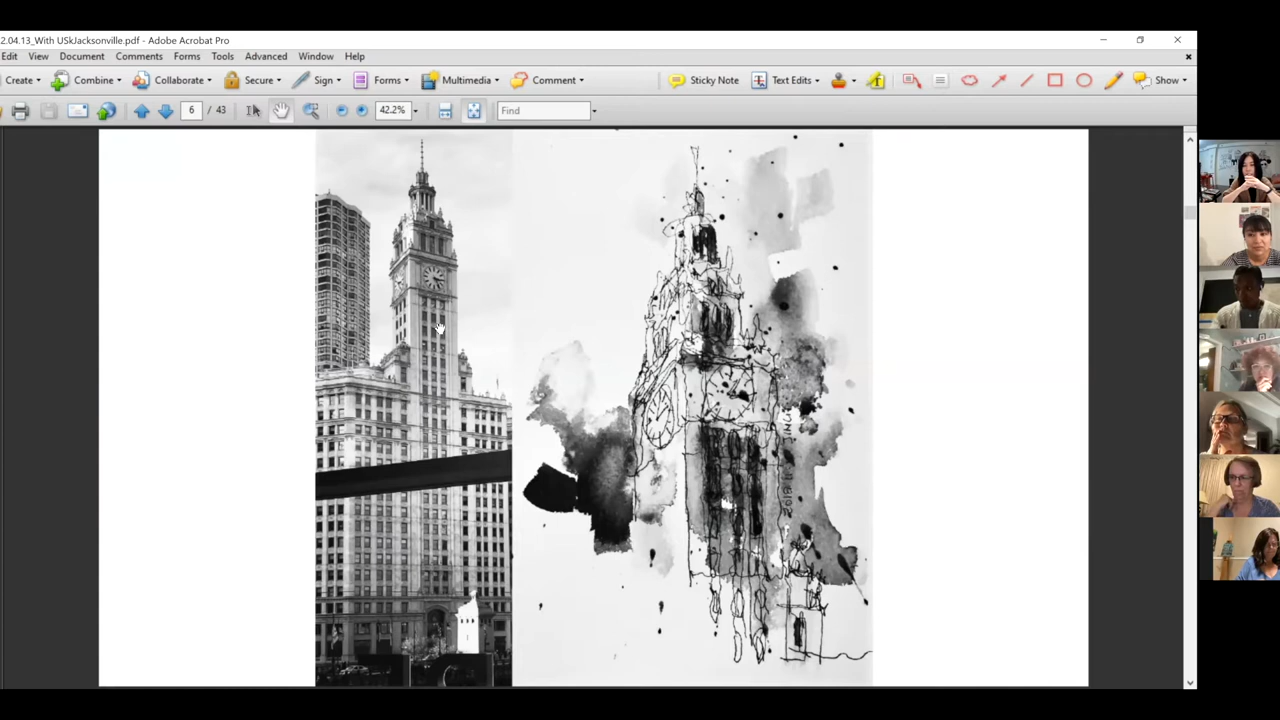 2.04.13_With USkJacksonville.pdf - Adobe Acrobat Pro
Edit View Document Comments Forms Tools Advanced Window Help
Create Combine Collaborate Secure Sign Forms Multimedia Comment Sticky Note Text Edits Show
6 / 43 42.2% Find
2018